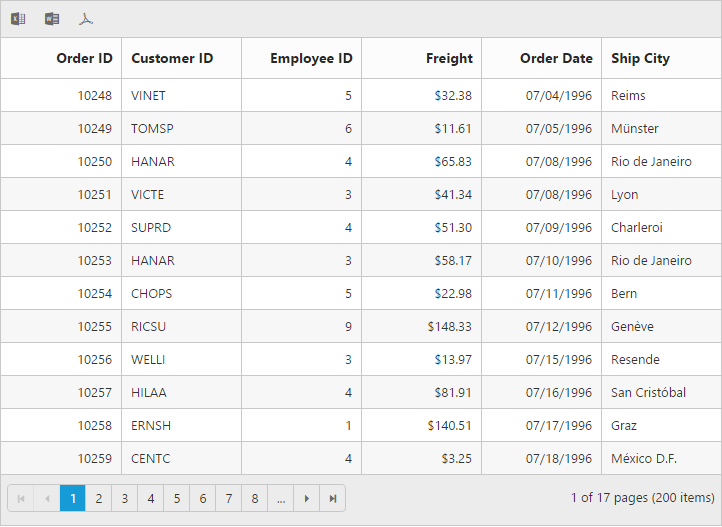 Order ID Customer ID Employee ID Freight Order Date Ship City
10248 VINET 5 $32.38 07/04/1996 Reims
10249 TOMSP 6 $11.61 07/05/1996 Münster
10250 HANAR 4 $65.83 07/08/1996 Rio de Janeiro
10251 VICTE 3 $41.34 07/08/1996 Lyon
10252 SUPRD 4 $51.30 07/09/1996 Charleroi
10253 HANAR 3 $58.17 07/10/1996 Rio de Janeiro
10254 CHOPS 5 $22.98 07/11/1996 Bern
10255 RICSU 9 $148.33 07/12/1996 Genève
10256 WELLI 3 $13.97 07/15/1996 Resende
10257 HILAA 4 $81.91 07/16/1996 San Cristóbal
10258 ERNSH 1 $140.51 07/17/1996 Graz
10259 CENTC 4 $3.25 07/18/1996 México D.F.
1 2 3 4 5 6 7 8 ... 1 of 17 pages (200 items)